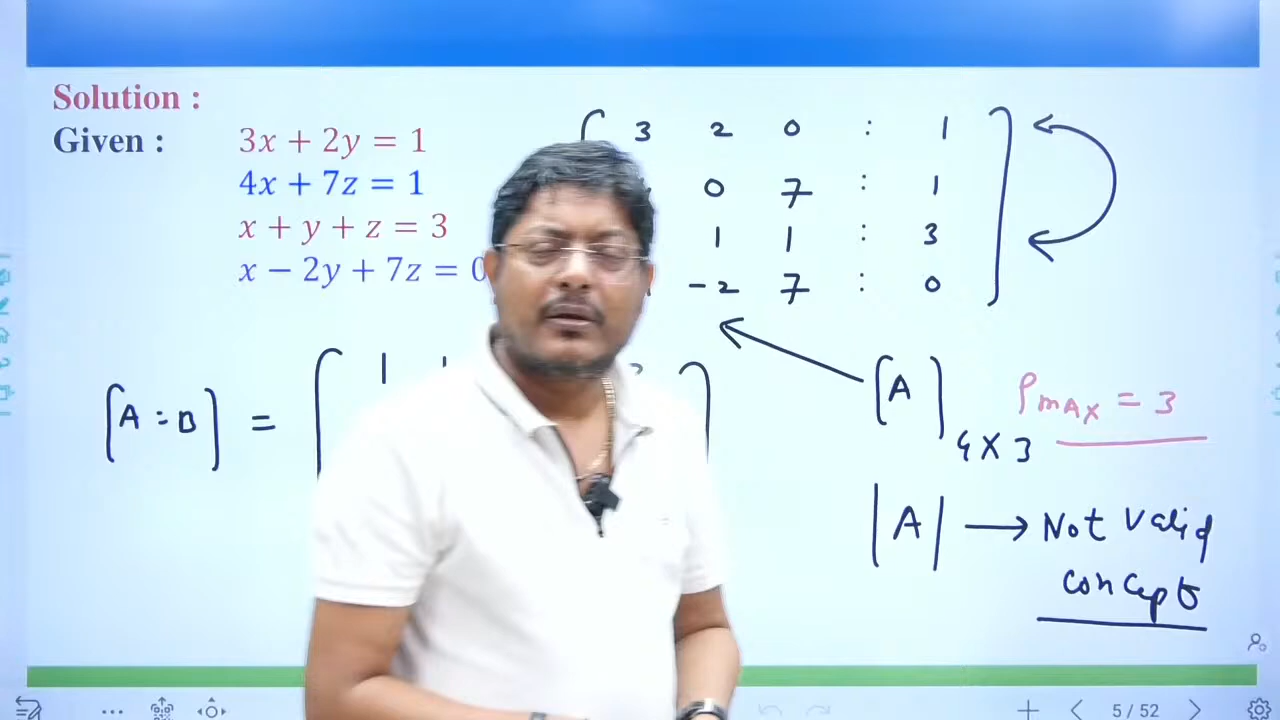 Solution :
Given : 3x + 2y = 1
4x + 7z = 1
x + y + z = 3
x − 2y + 7z = 0
3 2 0 : 1
0 7 : 1
1 1 : 3
-2 7 : 0
[A : B] = [ 1
[A] 4 x 3
ρmax = 3
|A| → Not valid
concept
5 / 52